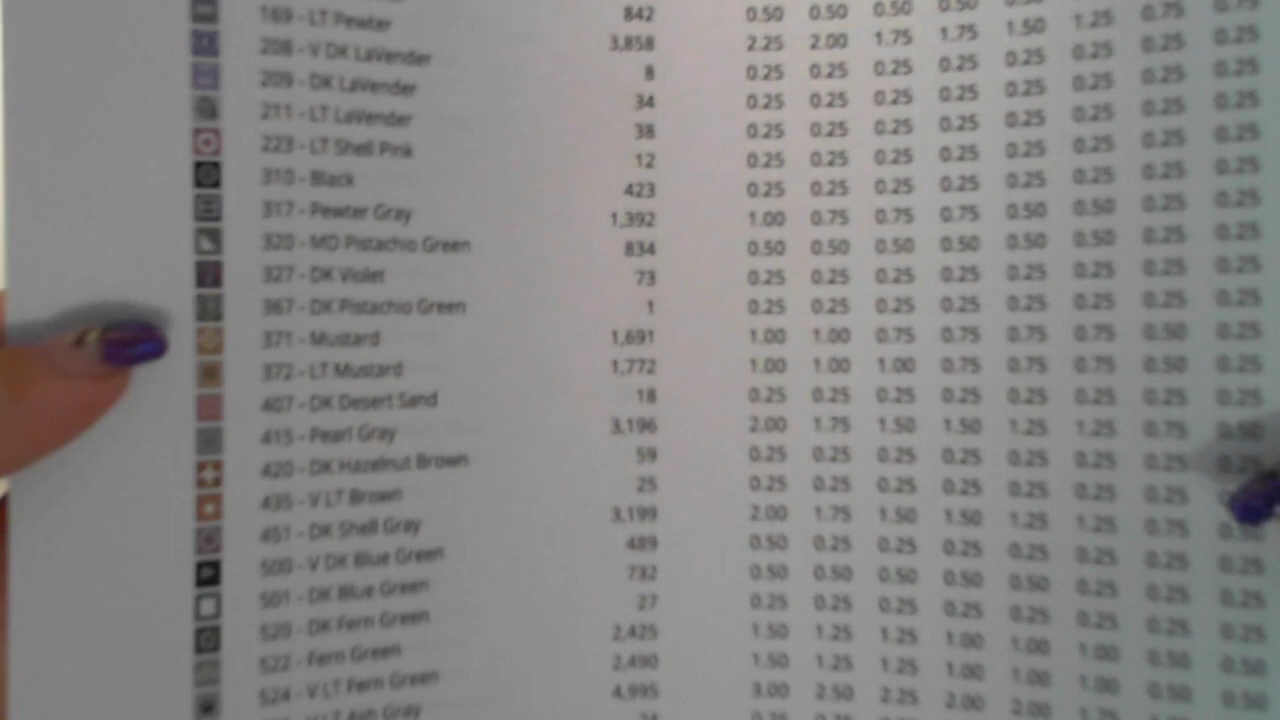 842 0.50 0.50 0.50 0.50
169 - LT Pewter 3,858 2.25 2.00 1.75 1.75 1.50 1.25 0.75 0.75
208 - V DK LaVender 8 0.25 0.25 0.25 0.25 0.25 0.25 0.25 0.25
209 - DK LaVender 34 0.25 0.25 0.25 0.25 0.25 0.25 0.25 0.25
211 - LT LaVender 38 0.25 0.25 0.25 0.25 0.25 0.25 0.25 0.25
223 - LT Shell Pink 12 0.25 0.25 0.25 0.25 0.25 0.25 0.25 0.25
310 - Black 423 0.25 0.25 0.25 0.25 0.25 0.25 0.25 0.25
317 - Pewter Gray 1,392 1.00 0.75 0.75 0.75 0.50 0.50 0.25 0.25
320 - MD Pistachio Green 834 0.50 0.50 0.50 0.50 0.50 0.50 0.25 0.25
327 - DK Violet 73 0.25 0.25 0.25 0.25 0.25 0.25 0.25 0.25
367 - DK Pistachio Green 1 0.25 0.25 0.25 0.25 0.25 0.25 0.25 0.25
371 - Mustard 1,691 1.00 1.00 0.75 0.75 0.75 0.75 0.50 0.25
372 - LT Mustard 1,772 1.00 1.00 1.00 0.75 0.75 0.75 0.50 0.25
407 - DK Desert Sand 18 0.25 0.25 0.25 0.25 0.25 0.25 0.25 0.25
415 - Pearl Gray 3,196 2.00 1.75 1.50 1.50 1.25 1.25 0.75 0.50
420 - DK Hazelnut Brown 59 0.25 0.25 0.25 0.25 0.25 0.25 0.25 0.25
435 - V LT Brown 25 0.25 0.25 0.25 0.25 0.25 0.25 0.25
451 - DK Shell Gray 3,199 2.00 1.75 1.50 1.50 1.25 1.25 0.75
500 - V DK Blue Green 489 0.50 0.25 0.25 0.25 0.25 0.25 0.25 0.25
501 - DK Blue Green 732 0.50 0.50 0.50 0.50 0.50 0.25 0.25 0.25
520 - DK Fern Green 27 0.25 0.25 0.25 0.25 0.25 0.25 0.25 0.25
522 - Fern Green 2,425 1.50 1.25 1.25 1.00 1.00 1.00 0.50 0.50
524 - V LT Fern Green 2,490 1.50 1.25 1.25 1.00 1.00 1.00 0.50 0.50
V LT Ash Gray 4,995 3.00 2.50 2.25 2.00 2.00 1.75